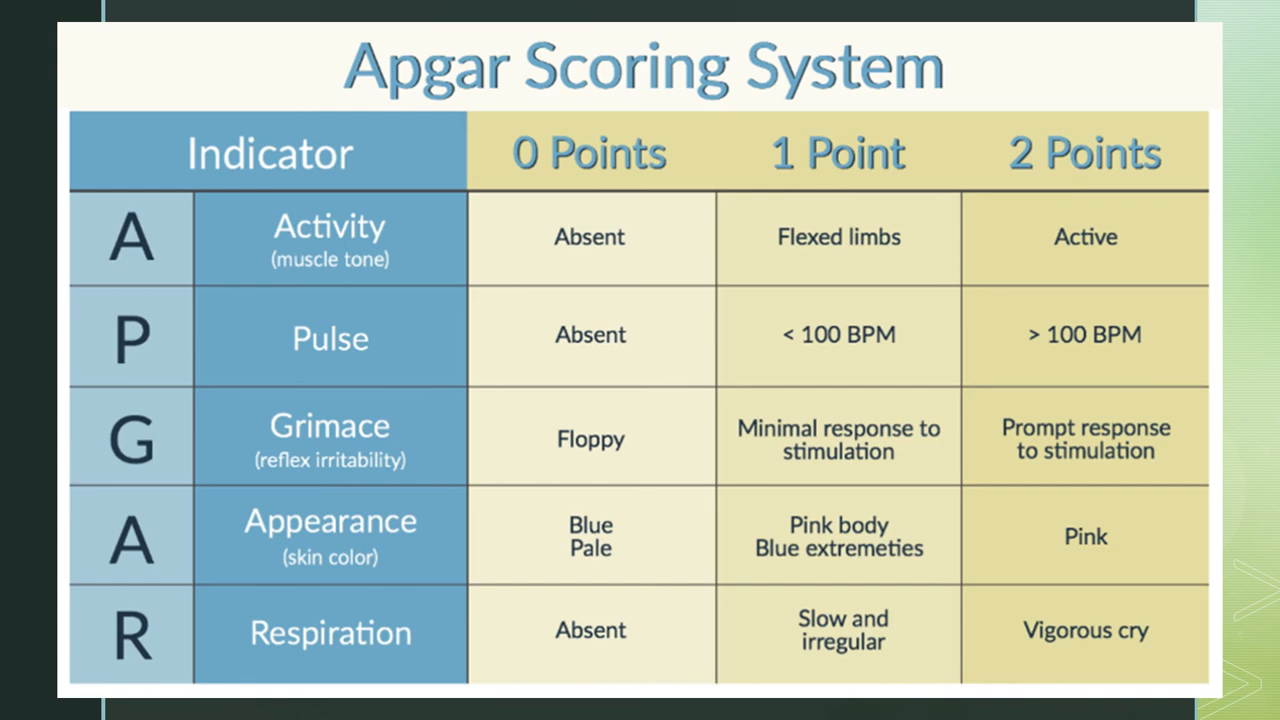 Apgar Scoring System
Indicator 0 Points 1 Point 2 Points
A Activity (muscle tone) Absent Flexed limbs Active
P Pulse Absent < 100 BPM > 100 BPM
G Grimace (reflex irritability) Floppy Minimal response to stimulation Prompt response to stimulation
A Appearance (skin color) Blue Pale Pink body Blue extremeties Pink
R Respiration Absent Slow and irregular Vigorous cry